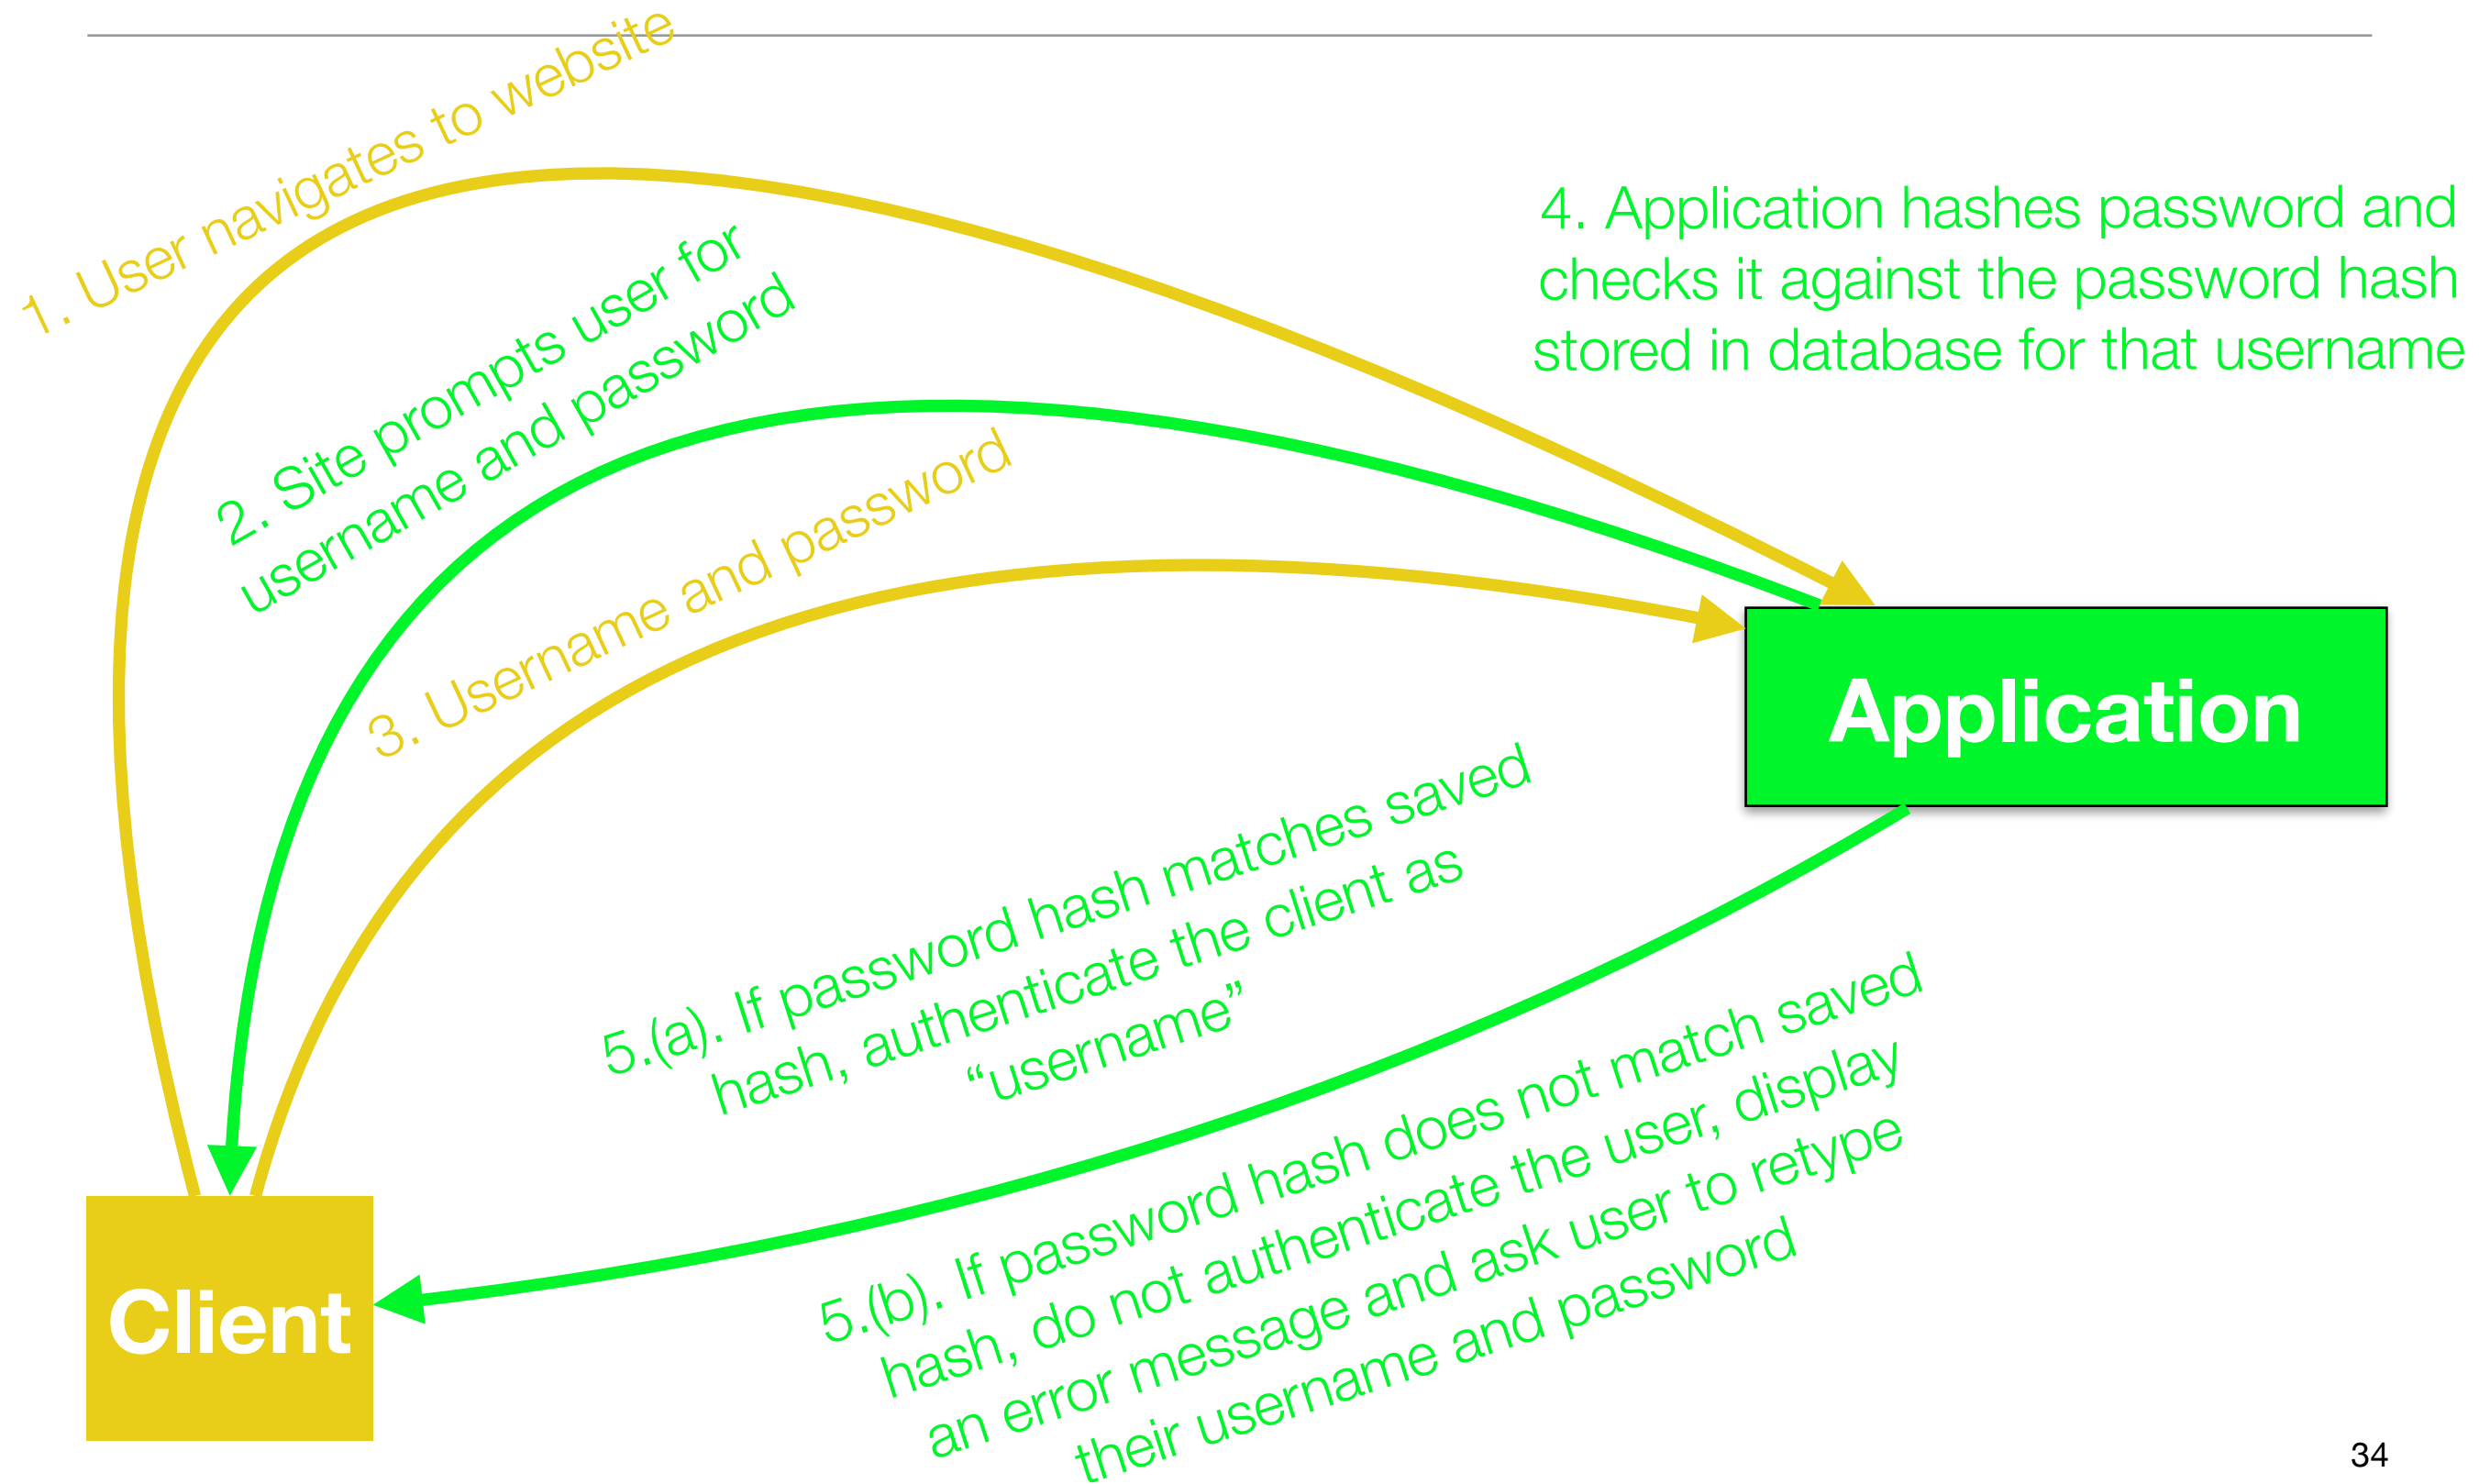 1. User navigates to website
2. Site prompts user for
username and password
3. Username and password
4. Application hashes password and
checks it against the password hash
stored in database for that username
Application
5.(a). If password hash matches saved
hash, authenticate the client as
“username”
5.(b). If password hash does not match saved
hash, do not authenticate the user, display
an error message and ask user to retype
their username and password
Client
34